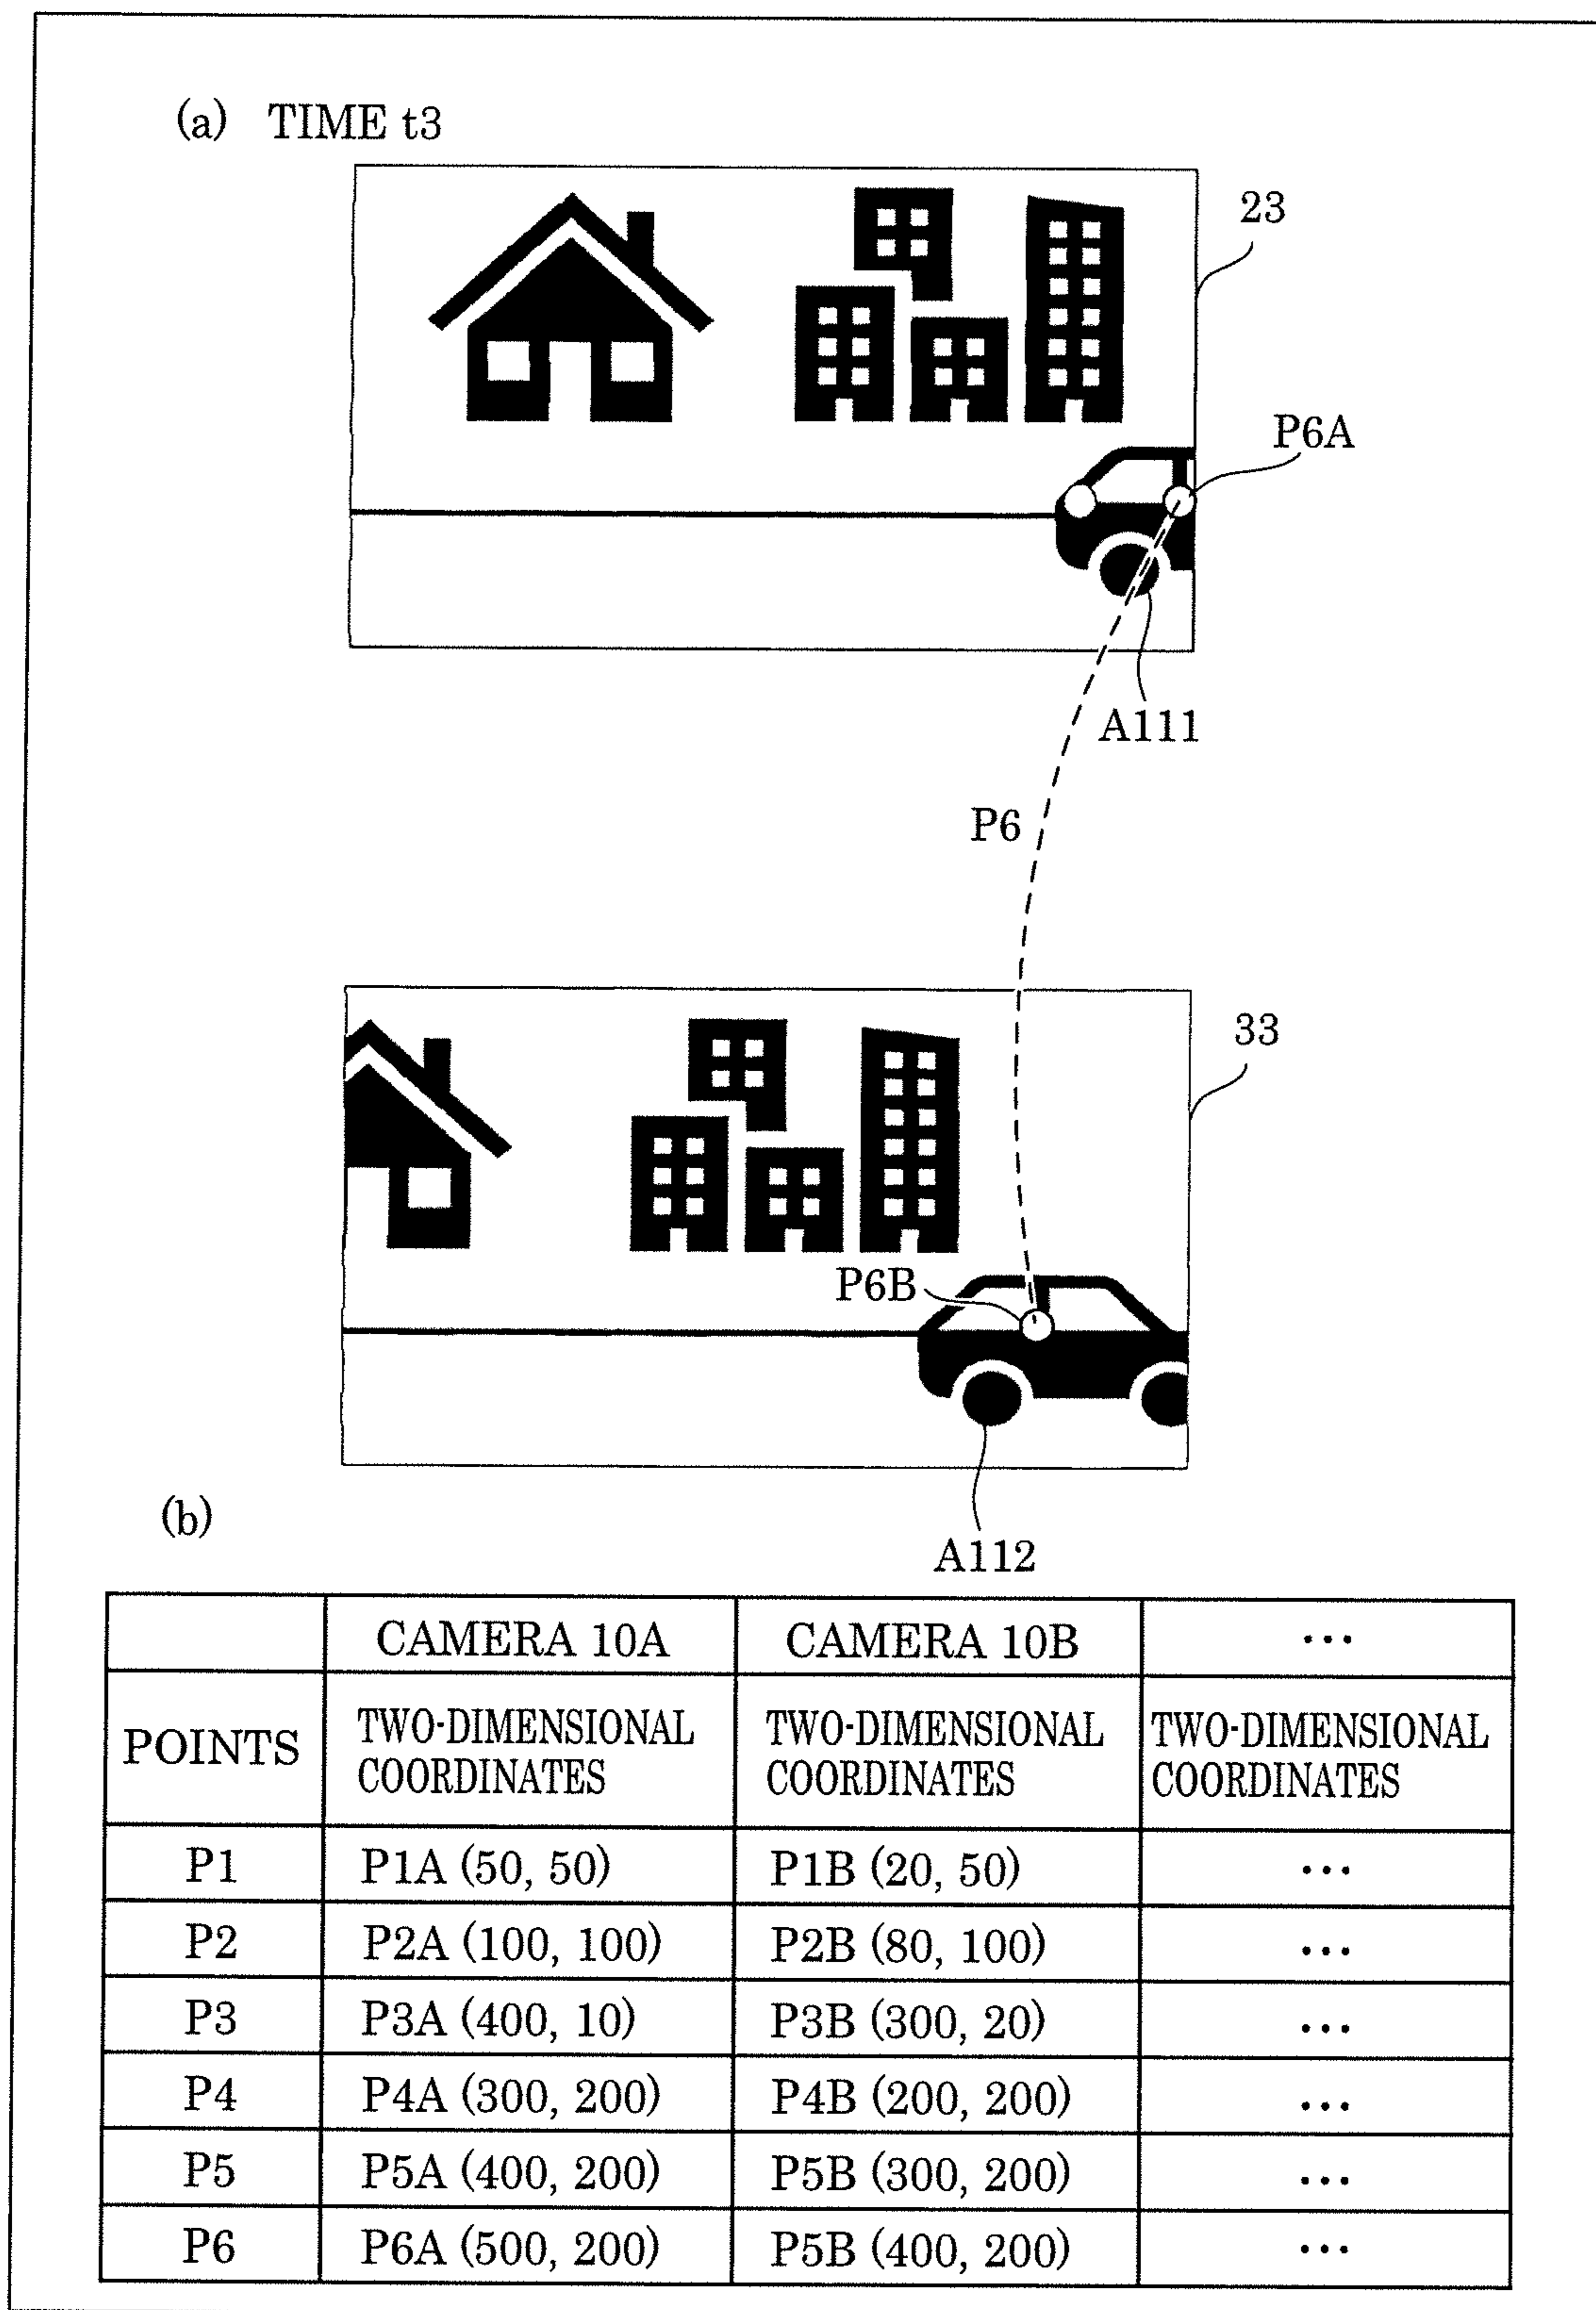 (a) TIME t3
23
P6A
A111
P6
33
P6B
A112
(b)
CAMERA 10A CAMERA 10B ...
POINTS TWO-DIMENSIONAL COORDINATES TWO-DIMENSIONAL COORDINATES TWO-DIMENSIONAL COORDINATES
P1 P1A (50, 50) P1B (20, 50) ...
P2 P2A (100, 100) P2B (80, 100) ...
P3 P3A (400, 10) P3B (300, 20) ...
P4 P4A (300, 200) P4B (200, 200) ...
P5 P5A (400, 200) P5B (300, 200) ...
P6 P6A (500, 200) P5B (400, 200) ...